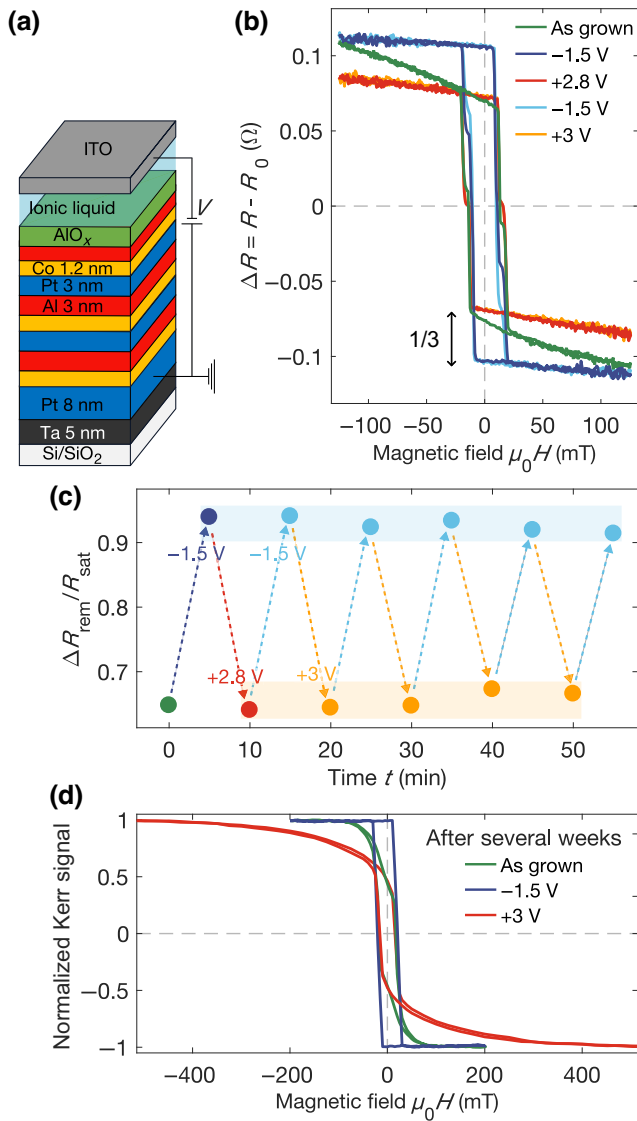 (a)
ITO
Ionic liquid
V
AlOx
Co 1.2 nm
Pt 3 nm
Al 3 nm
Pt 8 nm
Ta 5 nm
Si/SiO2
(b)
0.1
0.05
0
−0.05
−0.1
ΔR = R - R0 (Ω)
As grown
−1.5 V
+2.8 V
−1.5 V
+3 V
1/3
−100 −50 0 50 100
Magnetic field μ0H (mT)
(c)
0.9
0.8
0.7
ΔRrem/Rsat
−1.5 V −1.5 V
+2.8 V +3 V
0 10 20 30 40 50
Time t (min)
(d)
1
0.5
0
−0.5
−1
Normalized Kerr signal
After several weeks
As grown
−1.5 V
+3 V
−400 −200 0 200 400
Magnetic field μ0H (mT)